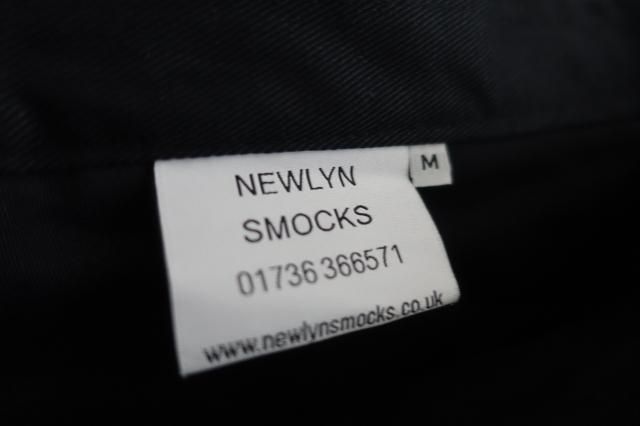 NEWLYN
SMOCKS
01736 366571
www.newlynsmocks.co.uk
M